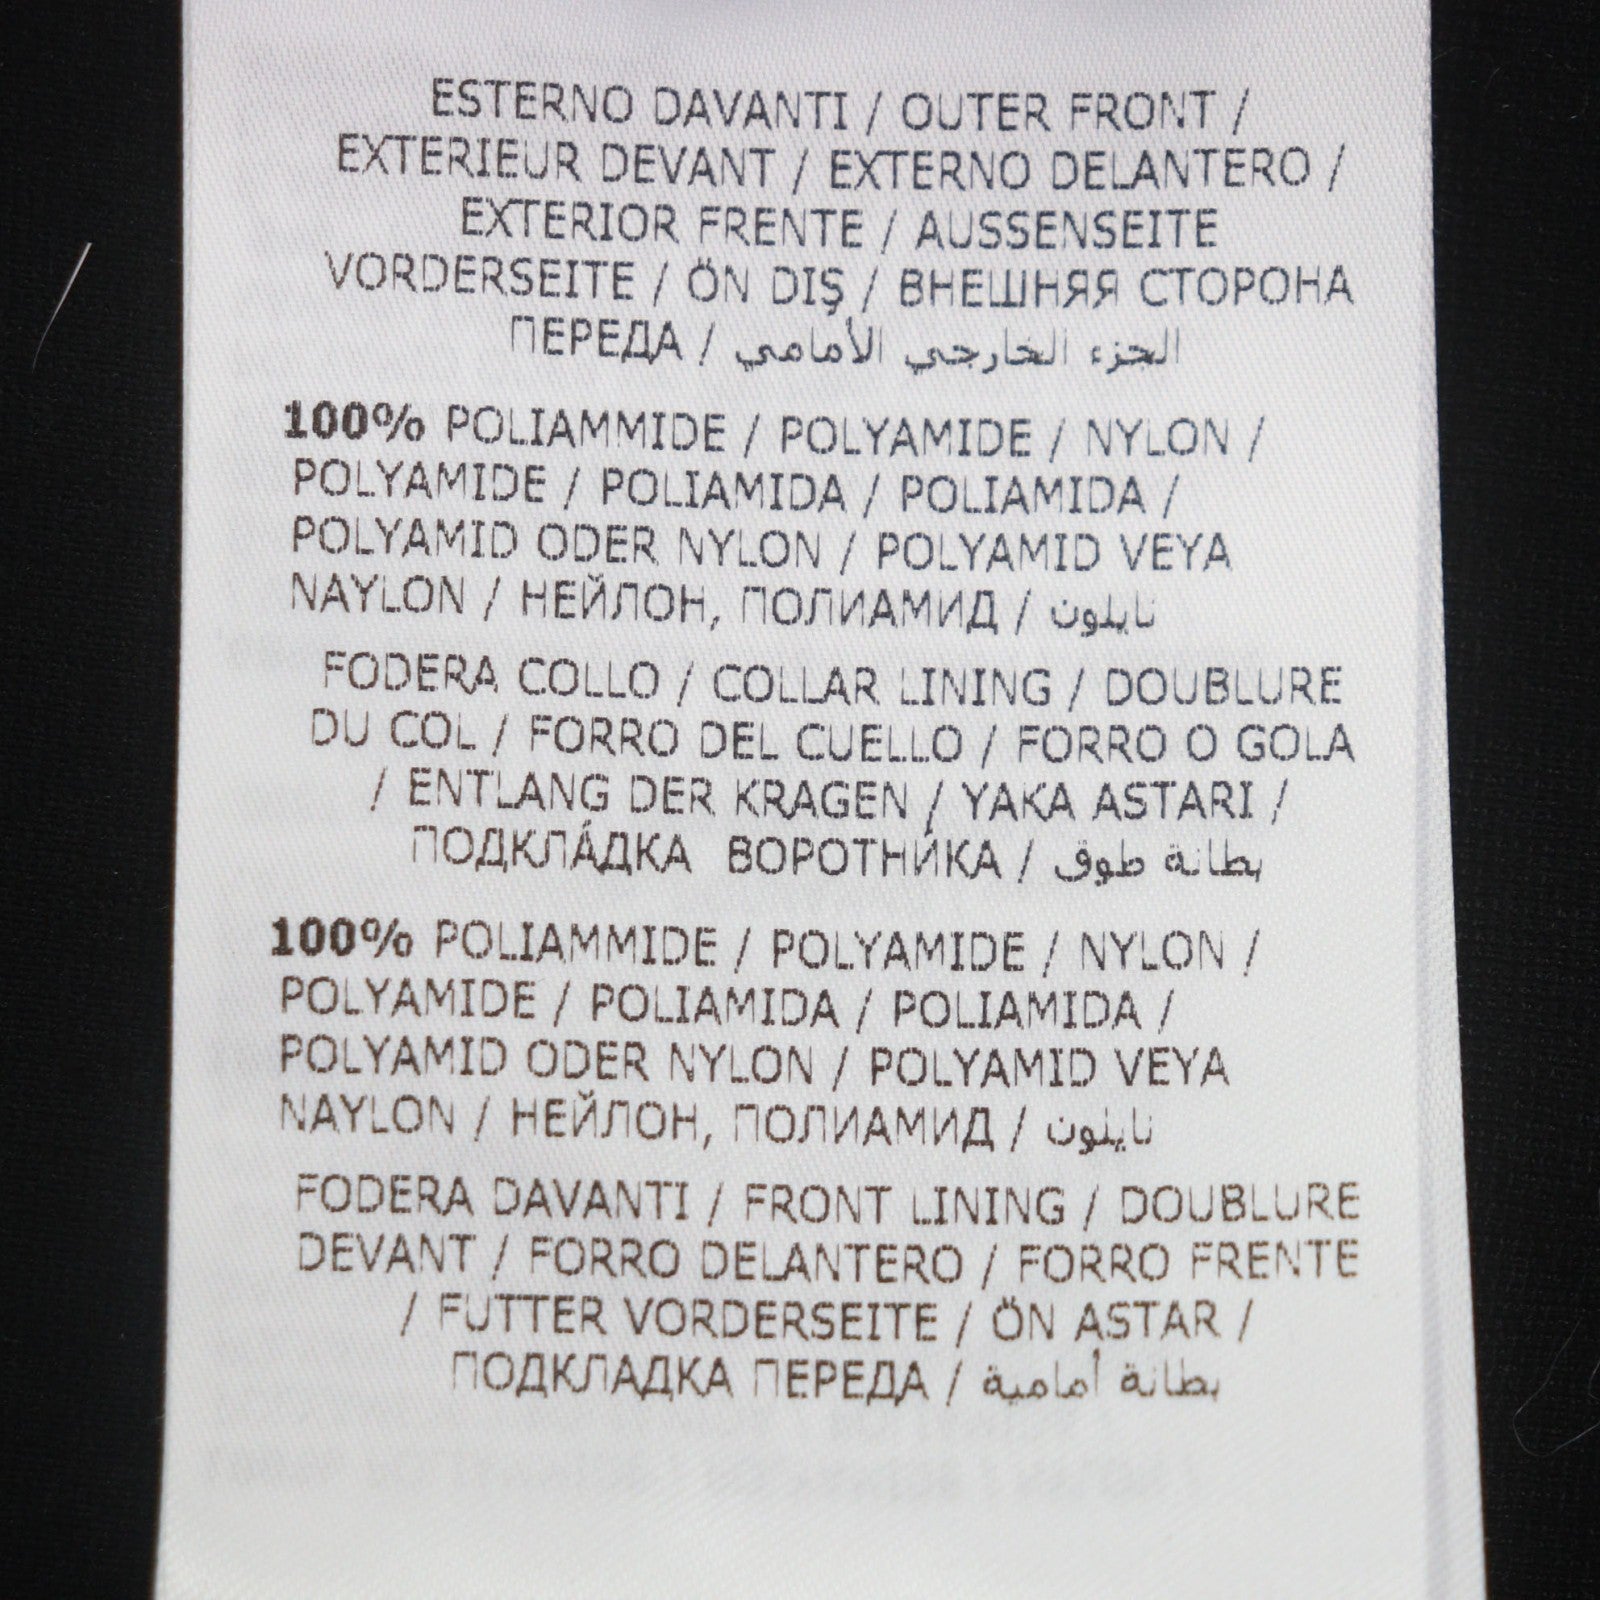 ESTERNO DAVANTI / OUTER FRONT /
EXTERIEUR DEVANT / EXTERNO DELANTERO /
EXTERIOR FRENTE / AUSSENSEITE
VORDERSEITE / ÖN DIŞ / ВНЕШНЯЯ СТОРОНА
ПЕРЕДА / الجزء الخارجي الأمامي
100% POLIAMMIDE / POLYAMIDE / NYLON /
POLYAMIDE / POLIAMIDA / POLIAMIDA /
POLYAMID ODER NYLON / POLYAMID VEYA
NAYLON / НЕЙЛОН, ПОЛИАМИД / نايلون
FODERA COLLO / COLLAR LINING / DOUBLURE
DU COL / FORRO DEL CUELLO / FORRO O GOLA
/ ENTLANG DER KRAGEN / YAKA ASTARI /
ПОДКЛА́ДКА ВОРОТНИ́КА / بطانة طوق
100% POLIAMMIDE / POLYAMIDE / NYLON /
POLYAMIDE / POLIAMIDA / POLIAMIDA /
POLYAMID ODER NYLON / POLYAMID VEYA
NAYLON / НЕЙЛОН, ПОЛИАМИД / نايلون
FODERA DAVANTI / FRONT LINING / DOUBLURE
DEVANT / FORRO DELANTERO / FORRO FRENTE
/ FUTTER VORDERSEITE / ÖN ASTAR /
ПОДКЛАДКА ПЕРЕДА / بطانة أمامية